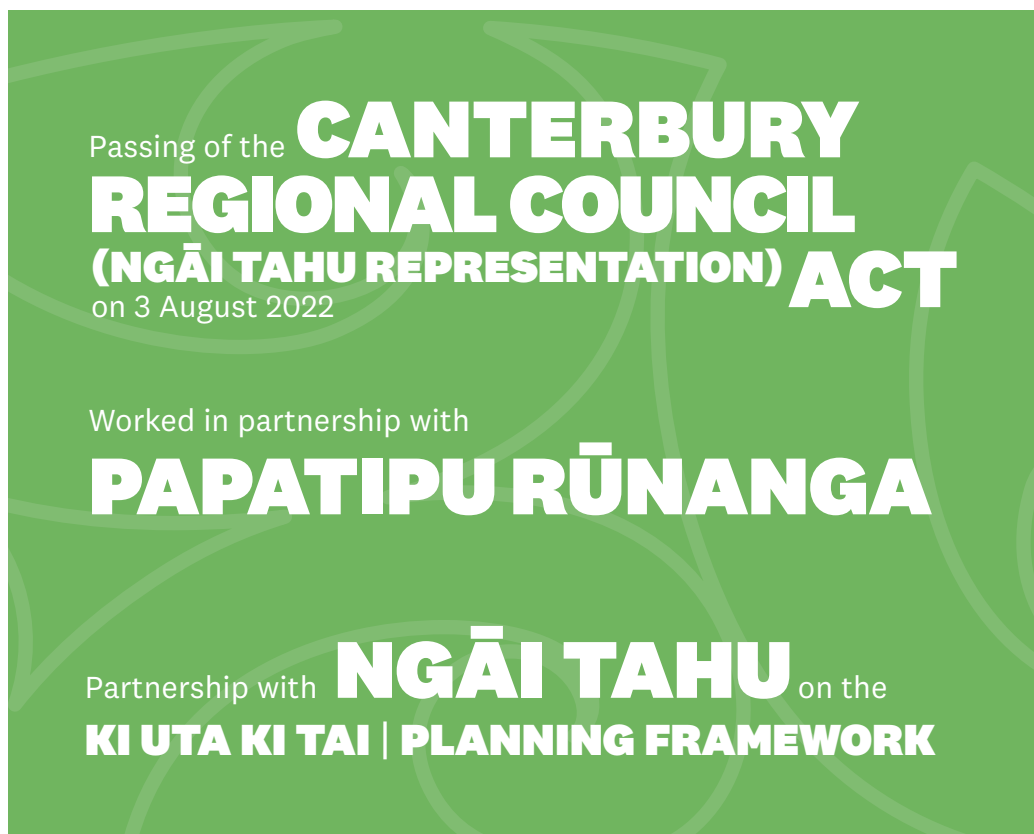 Passing of the CANTERBURY
REGIONAL COUNCIL
(NGĀI TAHU REPRESENTATION) ACT
on 3 August 2022
Worked in partnership with
PAPATIPU RŪNANGA
Partnership with NGĀI TAHU on the
KI UTA KI TAI | PLANNING FRAMEWORK